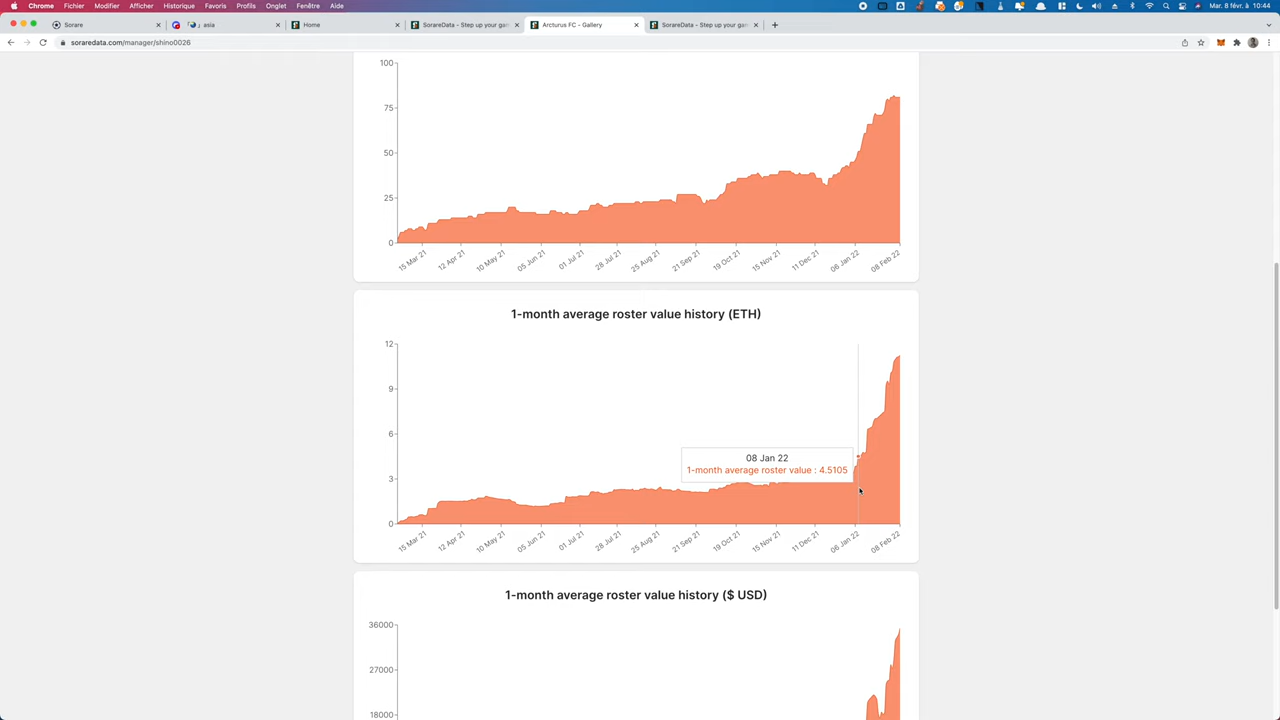 Chrome Fichier Modifier Afficher Historique Favoris Profils Onglet Fenêtre Aide Mar. 8 févr. à 10:44
Sorare asia Home SorareData - Step up your gam Arcturus FC - Gallery SorareData - Step up your gam
soraredata.com/manager/shino0026
100
75
50
25
0
15 Mar 21 12 Apr 21 10 May 21 05 Jun 21 01 Jul 21 28 Jul 21 25 Aug 21 21 Sep 21 19 Oct 21 15 Nov 21 11 Dec 21 06 Jan 22 08 Feb 22
1-month average roster value history (ETH)
12
9
6
08 Jan 22
1-month average roster value : 4.5105
3
0
15 Mar 21 12 Apr 21 10 May 21 05 Jun 21 01 Jul 21 28 Jul 21 25 Aug 21 21 Sep 21 19 Oct 21 15 Nov 21 11 Dec 21 06 Jan 22 08 Feb 22
1-month average roster value history ($ USD)
36000
27000
18000